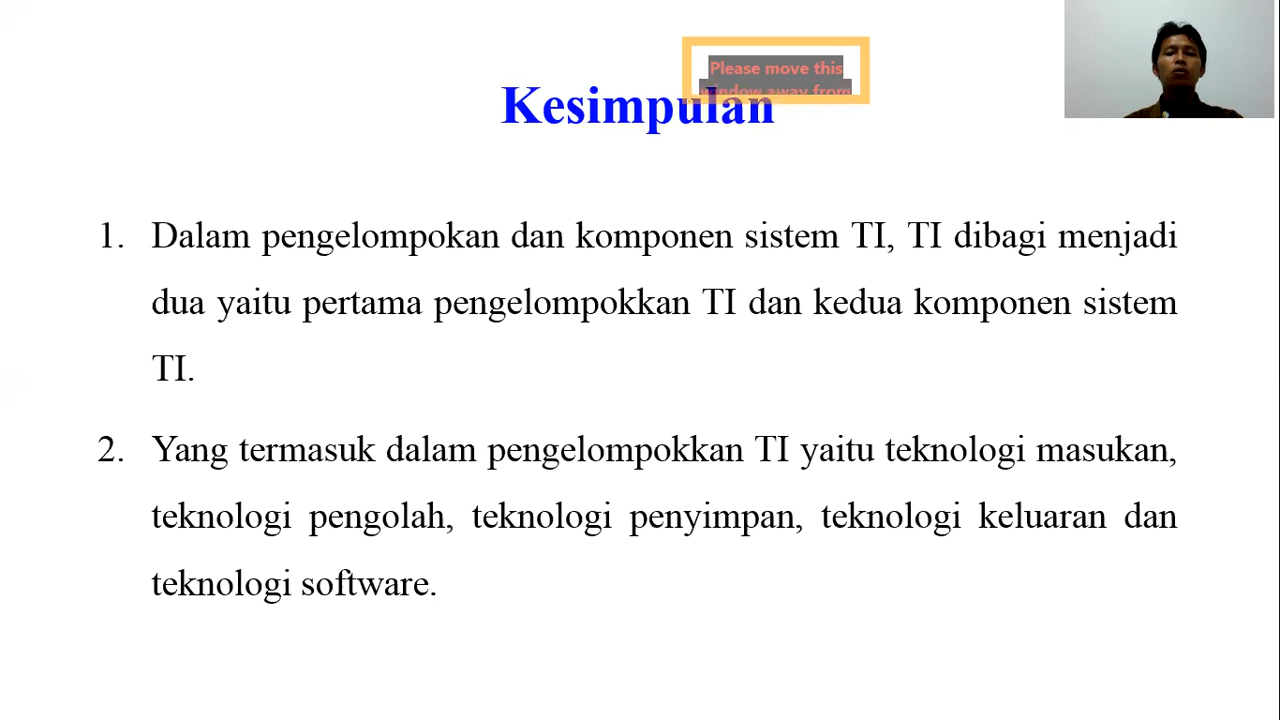 Please move this
window away from
Kesimpulan
1. Dalam pengelompokan dan komponen sistem TI, TI dibagi menjadi
dua yaitu pertama pengelompokkan TI dan kedua komponen sistem
TI.
2. Yang termasuk dalam pengelompokkan TI yaitu teknologi masukan,
teknologi pengolah, teknologi penyimpan, teknologi keluaran dan
teknologi software.